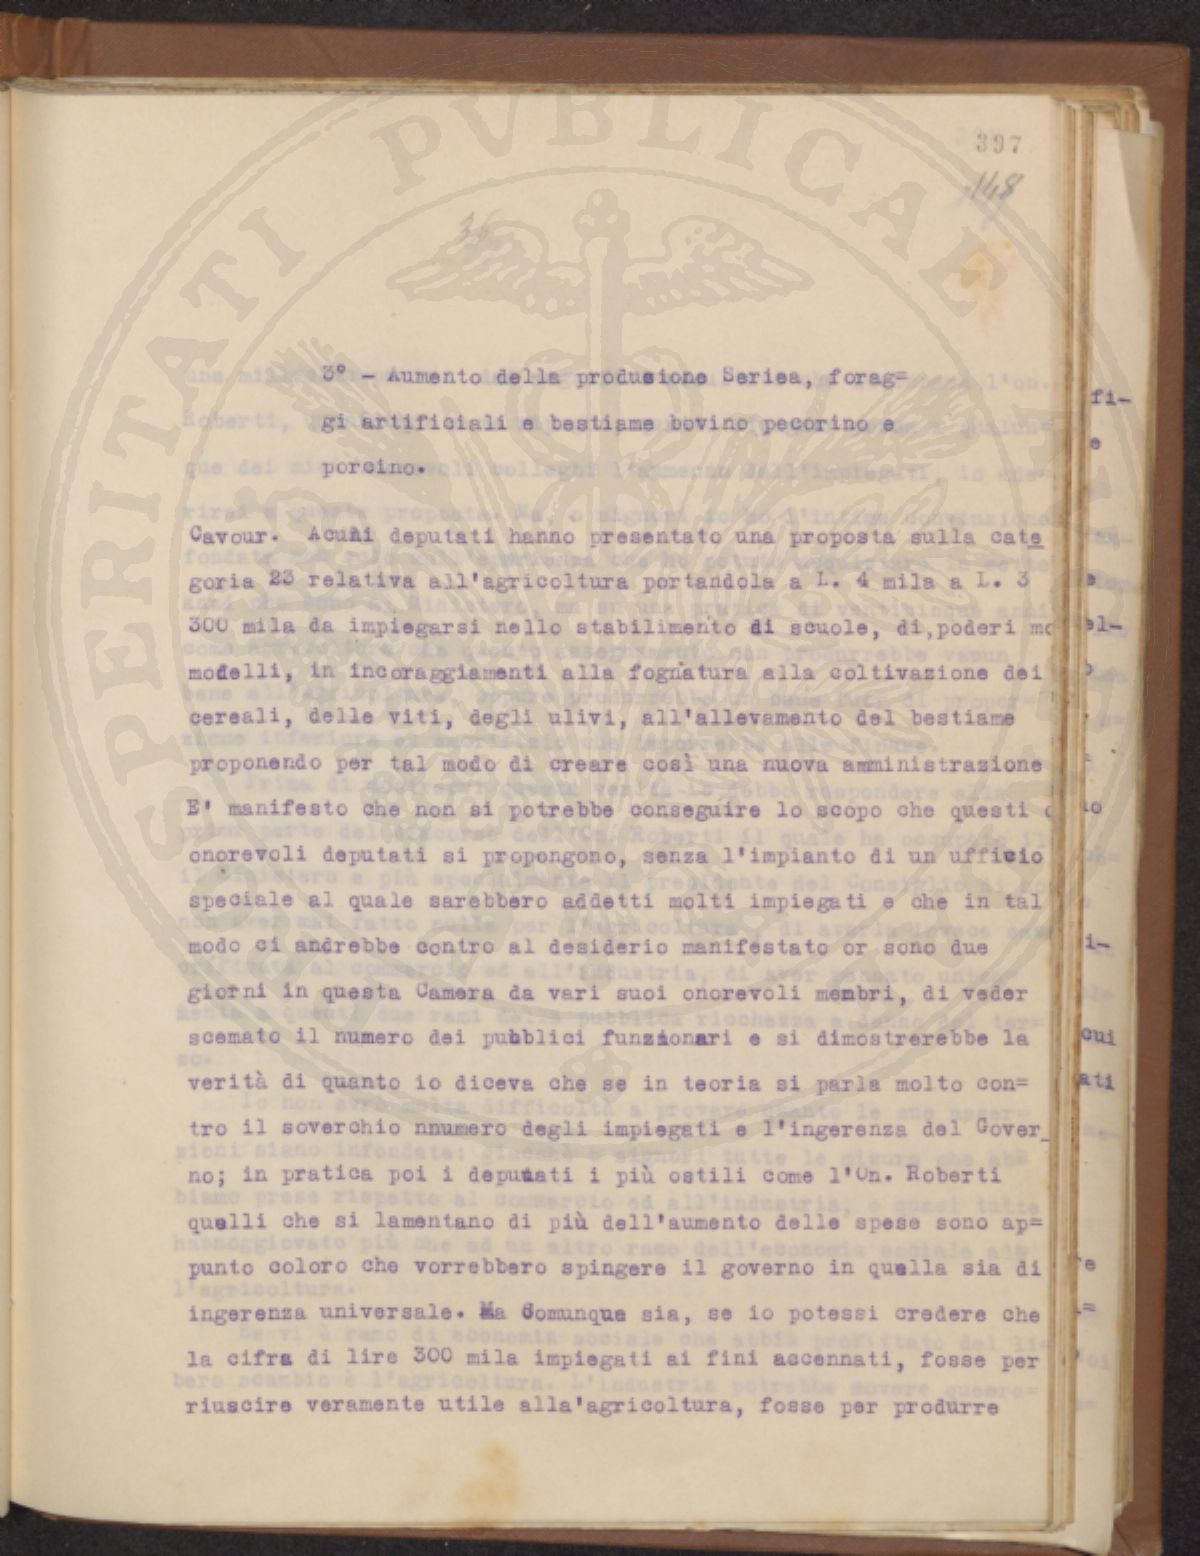 397
148
36
3° - Aumento della produzione Serica, forag=
gi artificiali e bestiame bovino pecorino e
porcino.
Cavour. Acuni deputati hanno presentato una proposta sulla cate
goria 23 relativa all'agricoltura portandola a L. 4 mila a L. 3
300 mila da impiegarsi nello stabilimento di scuole, di,poderi mo
modelli, in incoraggiamenti alla fognatura alla coltivazione dei
cereali, delle viti, degli ulivi, all'allevamento del bestiame
proponendo per tal modo di creare così una nuova amministrazione
E' manifesto che non si potrebbe conseguire lo scopo che questi
onorevoli deputati si propongono, senza l'impianto di un ufficio
speciale al quale sarebbero addetti molti impiegati e che in tal
modo ci andrebbe contro al desiderio manifestato or sono due
giorni in questa Camera da vari suoi onorevoli membri, di veder
scemato il numero dei pubblici funzionari e si dimostrerebbe la
verità di quanto io diceva che se in teoria si parla molto con=
tro il soverchio nnumero degli impiegati e l'ingerenza del Gover_
no; in pratica poi i deputati i più ostili come l'On. Roberti
quelli che si lamentano di più dell'aumento delle spese sono ap=
punto coloro che vorrebbero spingere il governo in quella sia di
ingerenza universale. Ma comunque sia, se io potessi credere che
la cifra di lire 300 mila impiegati ai fini accennati, fosse per
riuscire veramente utile alla'agricoltura, fosse per produrre
SPERITATI PVBLICAE